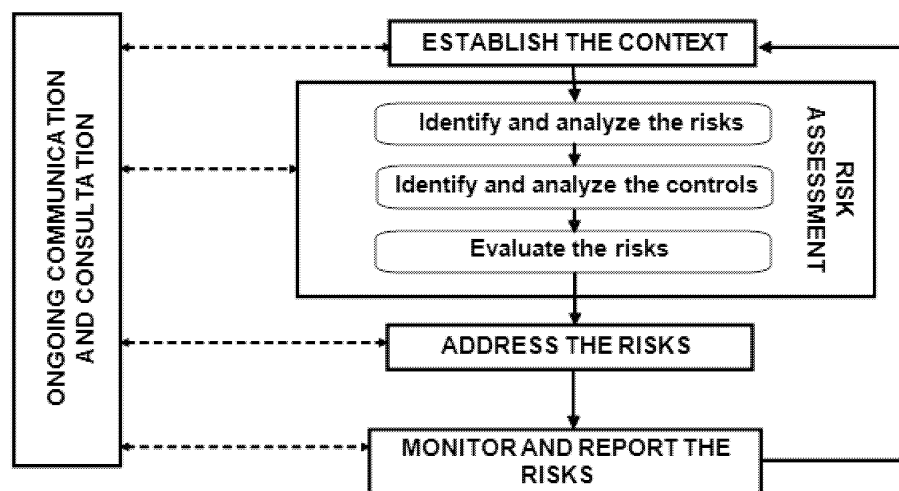 ONGOING COMMUNICATION
AND CONSULTATION
ESTABLISH THE CONTEXT
Identify and analyze the risks
Identify and analyze the controls
Evaluate the risks
RISK
ASSESSMENT
ADDRESS THE RISKS
MONITOR AND REPORT THE
RISKS